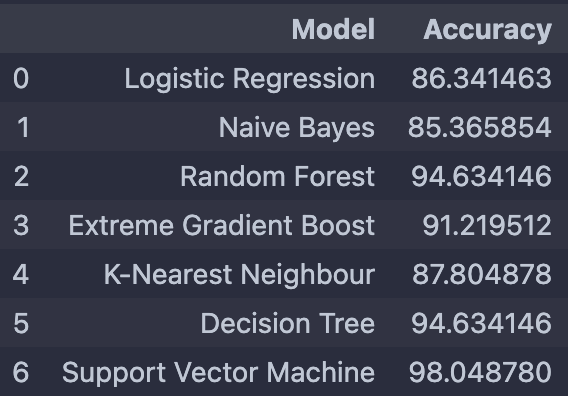 Model Accuracy
0 Logistic Regression 86.341463
1 Naive Bayes 85.365854
2 Random Forest 94.634146
3 Extreme Gradient Boost 91.219512
4 K-Nearest Neighbour 87.804878
5 Decision Tree 94.634146
6 Support Vector Machine 98.048780